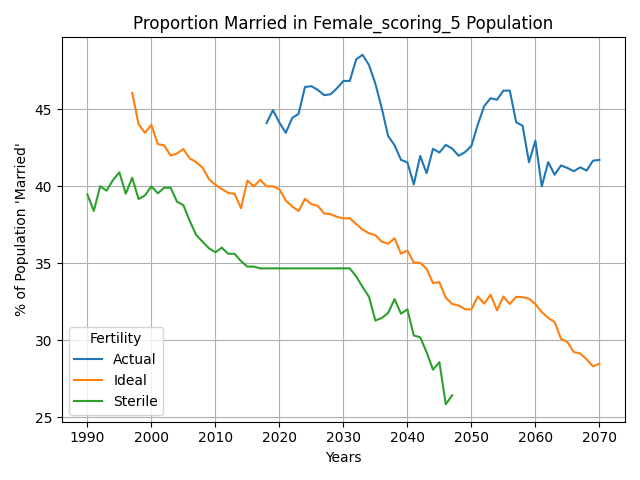 Proportion Married in Female_scoring_5 Population
% of Population 'Married'
45
40
35
30
25
Fertility
Actual
Ideal
Sterile
1990 2000 2010 2020 2030 2040 2050 2060 2070
Years